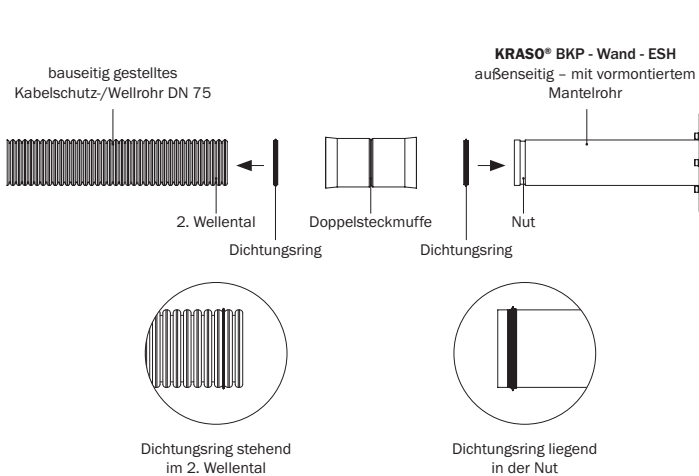 bauseitig gestelltes
Kabelschutz-/Wellrohr DN 75
KRASO® BKP - Wand - ESH
außenseitig – mit vormontiertem
Mantelrohr
2. Wellental
Doppelsteckmuffe
Nut
Dichtungsring
Dichtungsring
Dichtungsring stehend
im 2. Wellental
Dichtungsring liegend
in der Nut